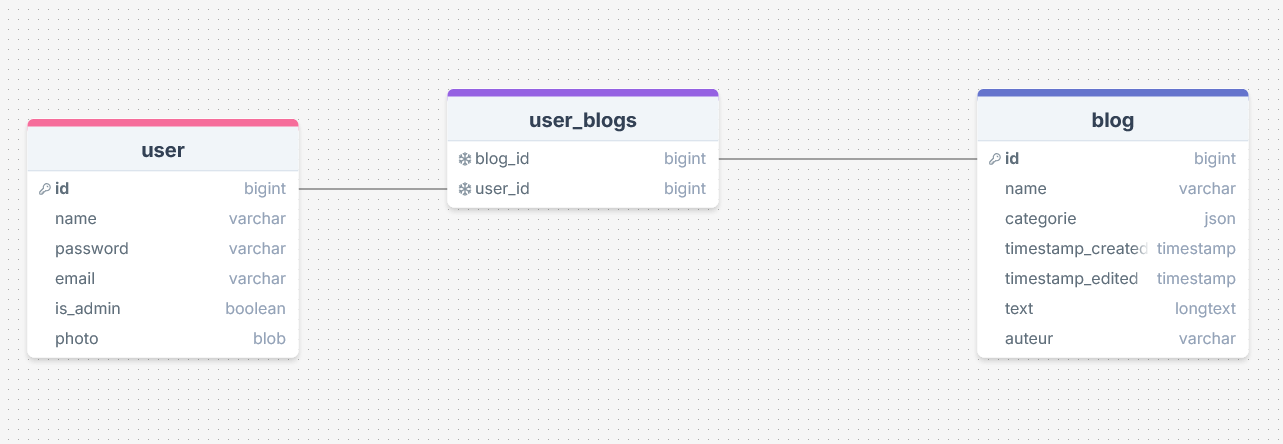 user
id bigint
name varchar
password varchar
email varchar
is_admin boolean
photo blob
user_blogs
blog_id bigint
user_id bigint
blog
id bigint
name varchar
categorie json
timestamp_created timestamp
timestamp_edited timestamp
text longtext
auteur varchar